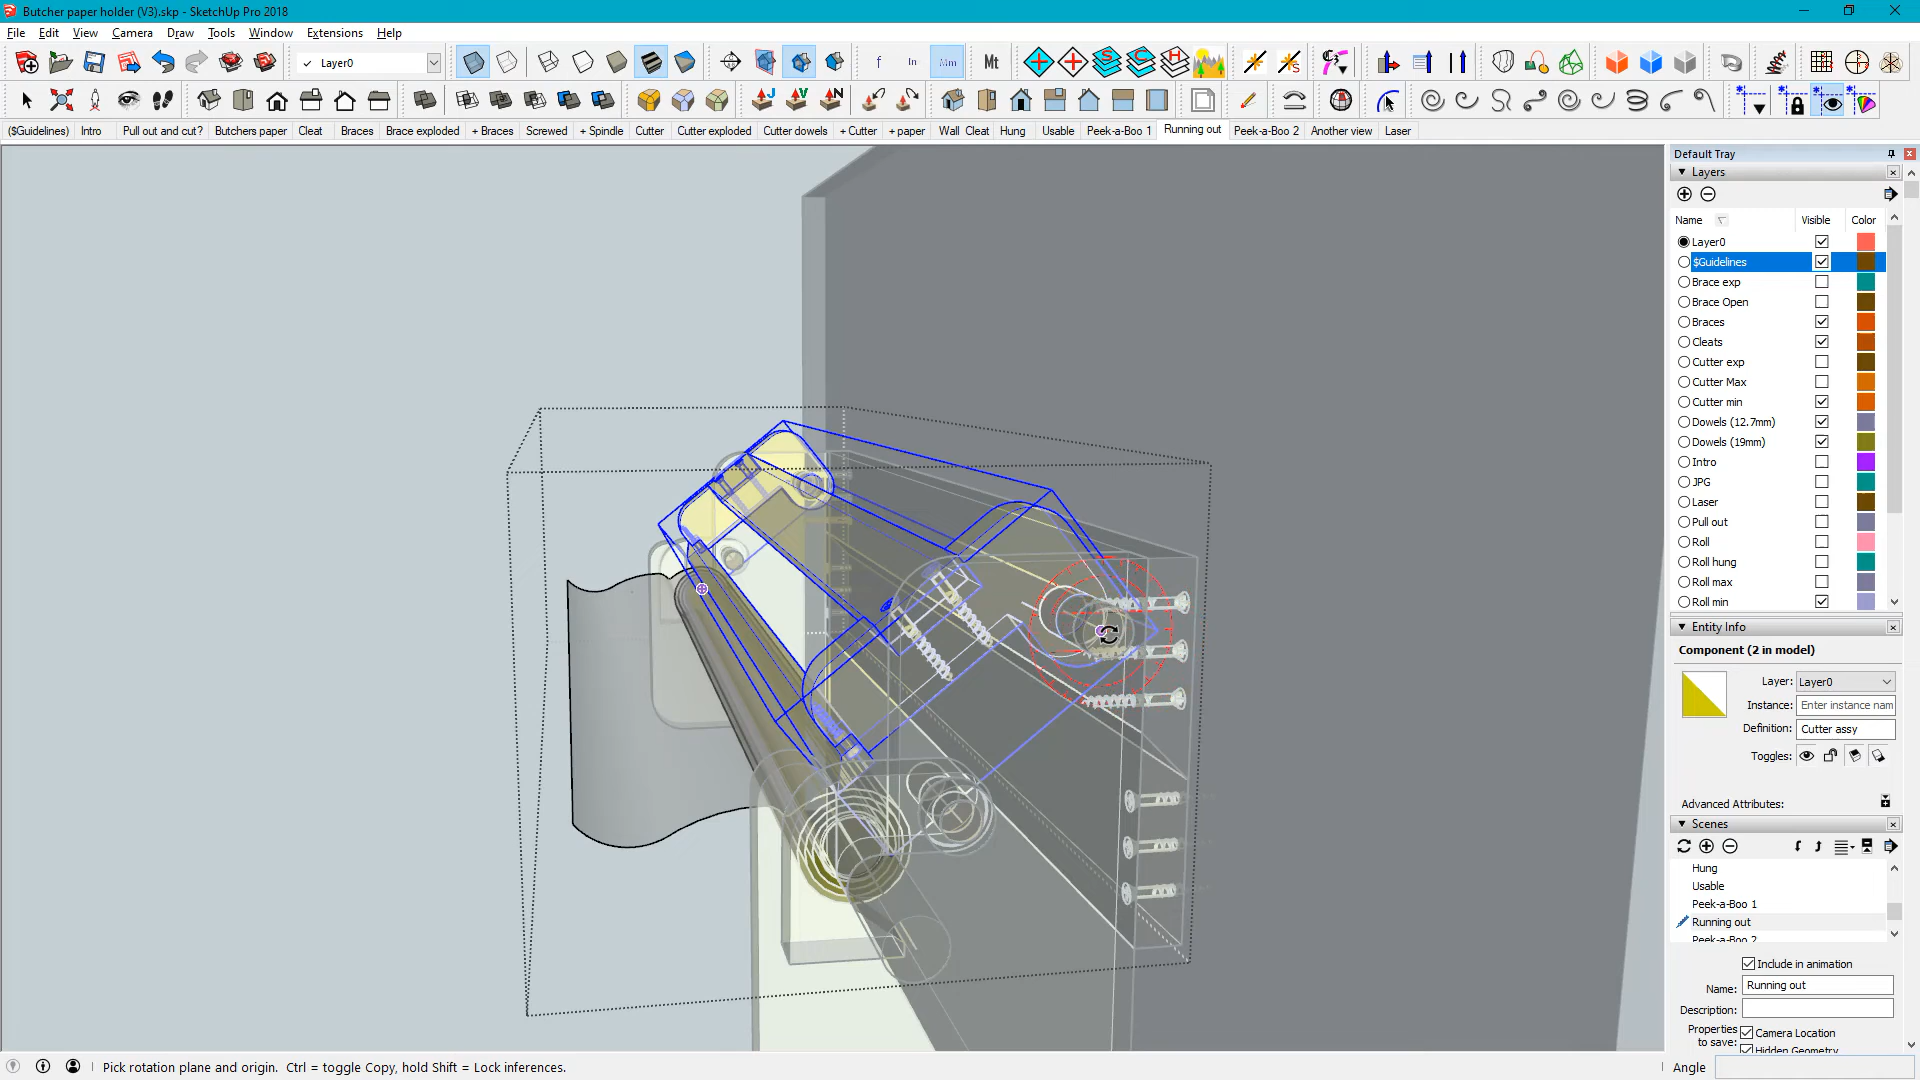 Butcher paper holder (V3).skp - SketchUp Pro 2018
File Edit View Camera Draw Tools Window Extensions Help
Layer0
f In Mm Mt
S C H
J V N
($Guidelines) Intro Pull out and cut? Butchers paper Cleat Braces Brace exploded + Braces Screwed + Spindle Cutter Cutter exploded Cutter dowels + Cutter + paper Wall Cleat Hung Usable Peek-a-Boo 1 Running out Peek-a-Boo 2 Another view Laser
Default Tray
Layers
Name Visible Color
Layer0
$Guidelines
Brace exp
Brace Open
Braces
Cleats
Cutter exp
Cutter Max
Cutter min
Dowels (12.7mm)
Dowels (19mm)
Intro
JPG
Laser
Pull out
Roll
Roll hung
Roll max
Roll min
Entity Info
Component (2 in model)
Layer: Layer0
Instance: Enter instance nam
Definition: Cutter assy
Toggles:
Advanced Attributes:
Scenes
Hung
Usable
Peek-a-Boo 1
Running out
Peek-a-Boo 2
Include in animation
Name: Running out
Description:
Properties to save: Camera Location
Hidden Geometry
Pick rotation plane and origin. Ctrl = toggle Copy, hold Shift = Lock inferences.
Angle